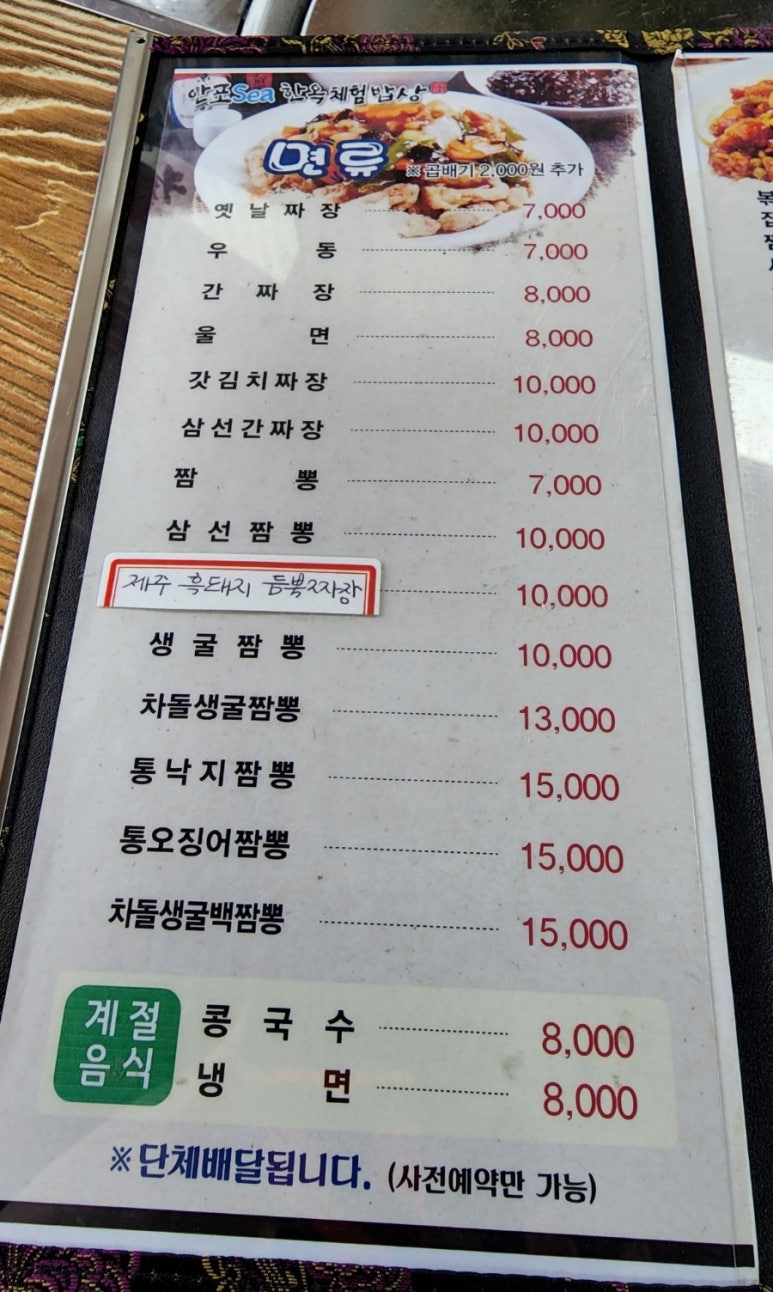 안포Sea 한옥체험밥상
면류 ※ 곱배기 2,000원 추가
옛날짜장 7,000
우동 7,000
간짜장 8,000
울면 8,000
갓김치짜장 10,000
삼선간짜장 10,000
짬뽕 7,000
삼선짬뽕 10,000
제주 흑돼지 듬뿍짜장 10,000
생굴짬뽕 10,000
차돌생굴짬뽕 13,000
통낙지짬뽕 15,000
통오징어짬뽕 15,000
차돌생굴백짬뽕 15,000
계절음식
콩국수 8,000
냉면 8,000
※단체배달됩니다. (사전예약만 가능)